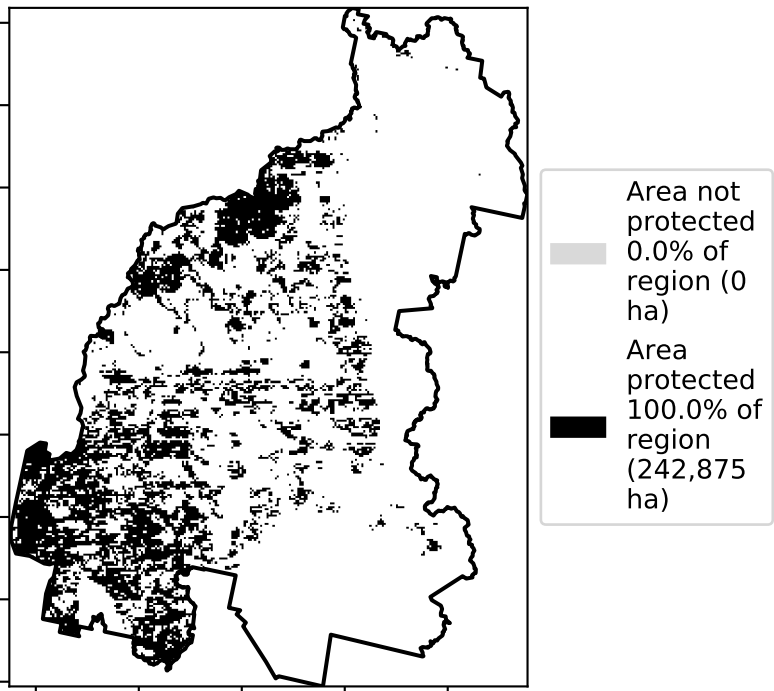 Area not
protected
0.0% of
region (0
ha)
Area
protected
100.0% of
region
(242,875
ha)